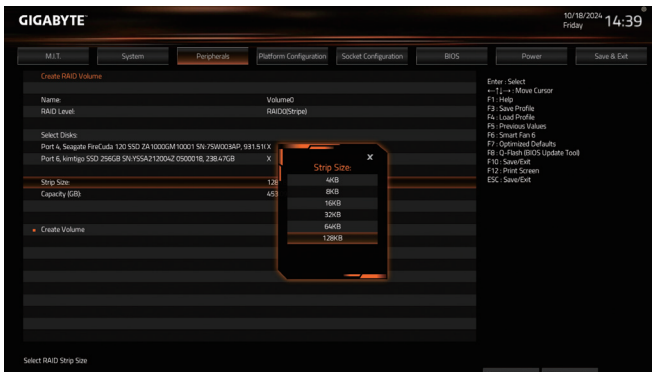 GIGABYTE™
10/18/2024
Friday
14:39
M.I.T. System Peripherals Platform Configuration Socket Configuration BIOS Power Save & Exit
Create RAID Volume
Name: Volume0
RAID Level: RAID0(Stripe)
Select Disks:
Port 4, Seagate FireCuda 120 SSD ZA1000GM10001 SN:7SW003AP, 931.51( X
Port 6, kimtigo SSD 256GB SN:YSSA212004Z 0500018, 238.47GB X
Strip Size: 128
Capacity (GB): 453
Create Volume
X
Strip Size:
4KB
8KB
16KB
32KB
64KB
128KB
Enter : Select
←↑↓→ : Move Cursor
F1 : Help
F3 : Save Profile
F4 : Load Profile
F5 : Previous Values
F6 : Smart Fan 6
F7 : Optimized Defaults
F8 : Q-Flash (BIOS Update Tool)
F10 : Save/Exit
F12 : Print Screen
ESC : Save/Exit
Select RAID Strip Size